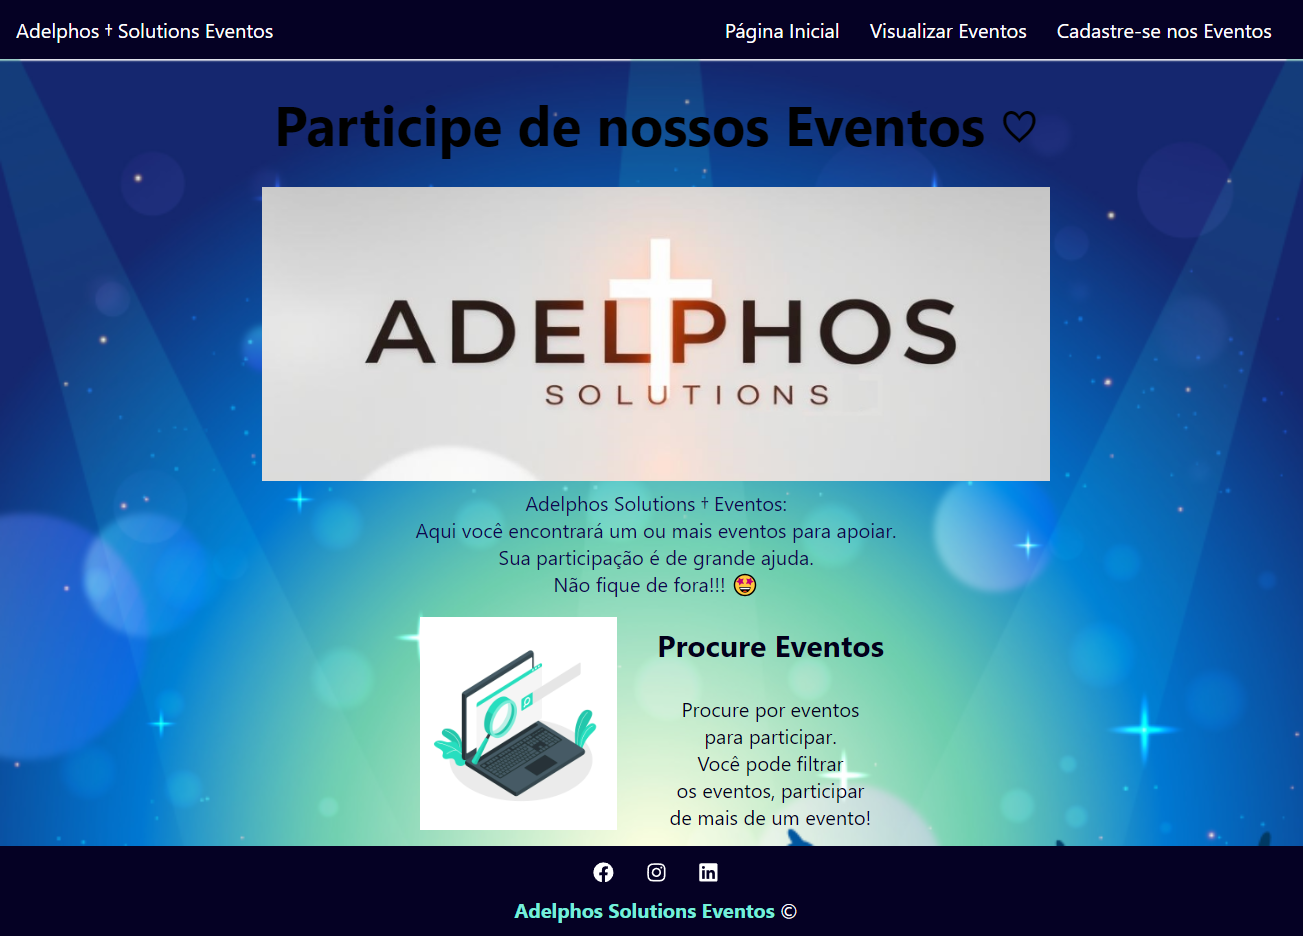 Adelphos † Solutions Eventos
Página Inicial
Visualizar Eventos
Cadastre-se nos Eventos
Participe de nossos Eventos ♡
ADELPHOS
SOLUTIONS
Adelphos Solutions † Eventos:
Aqui você encontrará um ou mais eventos para apoiar.
Sua participação é de grande ajuda.
Não fique de fora!!! 🤩
Procure Eventos
Procure por eventos
para participar.
Você pode filtrar
os eventos, participar
de mais de um evento!
Adelphos Solutions Eventos ©